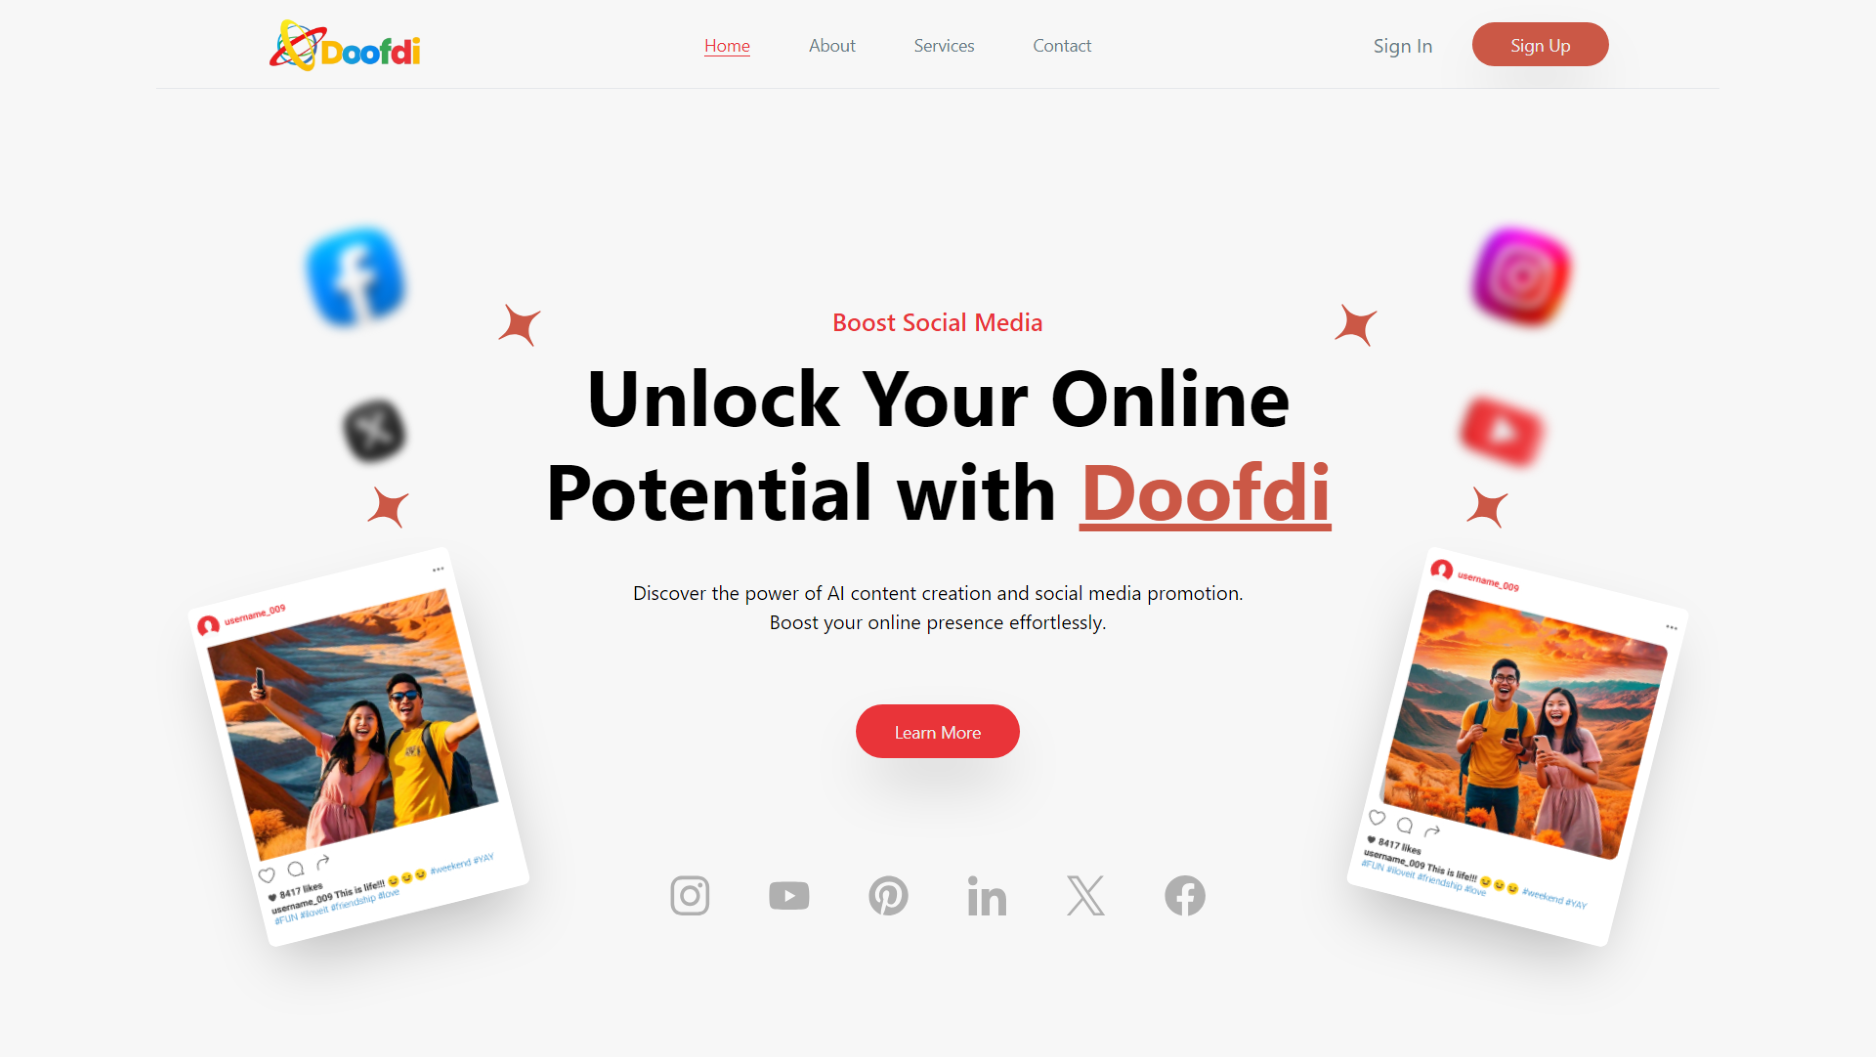 Doofdi
Home
About
Services
Contact
Sign In
Sign Up
Boost Social Media
Unlock Your Online
Potential with Doofdi
Discover the power of AI content creation and social media promotion.
Boost your online presence effortlessly.
Learn More
username_009
8417 likes
username_009 This is life!!! 😉😉😉 #weekend #YAY
#FUN #iloveit #friendship #love
username_009
8417 likes
username_009 This is life!!! 😉😉😉 #weekend #YAY
#FUN #iloveit #friendship #love